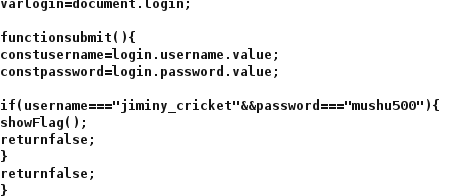 varlogin=document.login;
functionsubmit(){
constusername=login.username.value;
constpassword=login.password.value;
if(username==="jiminy_cricket"&&password==="mushu500"){
showFlag();
returnfalse;
}
returnfalse;
}